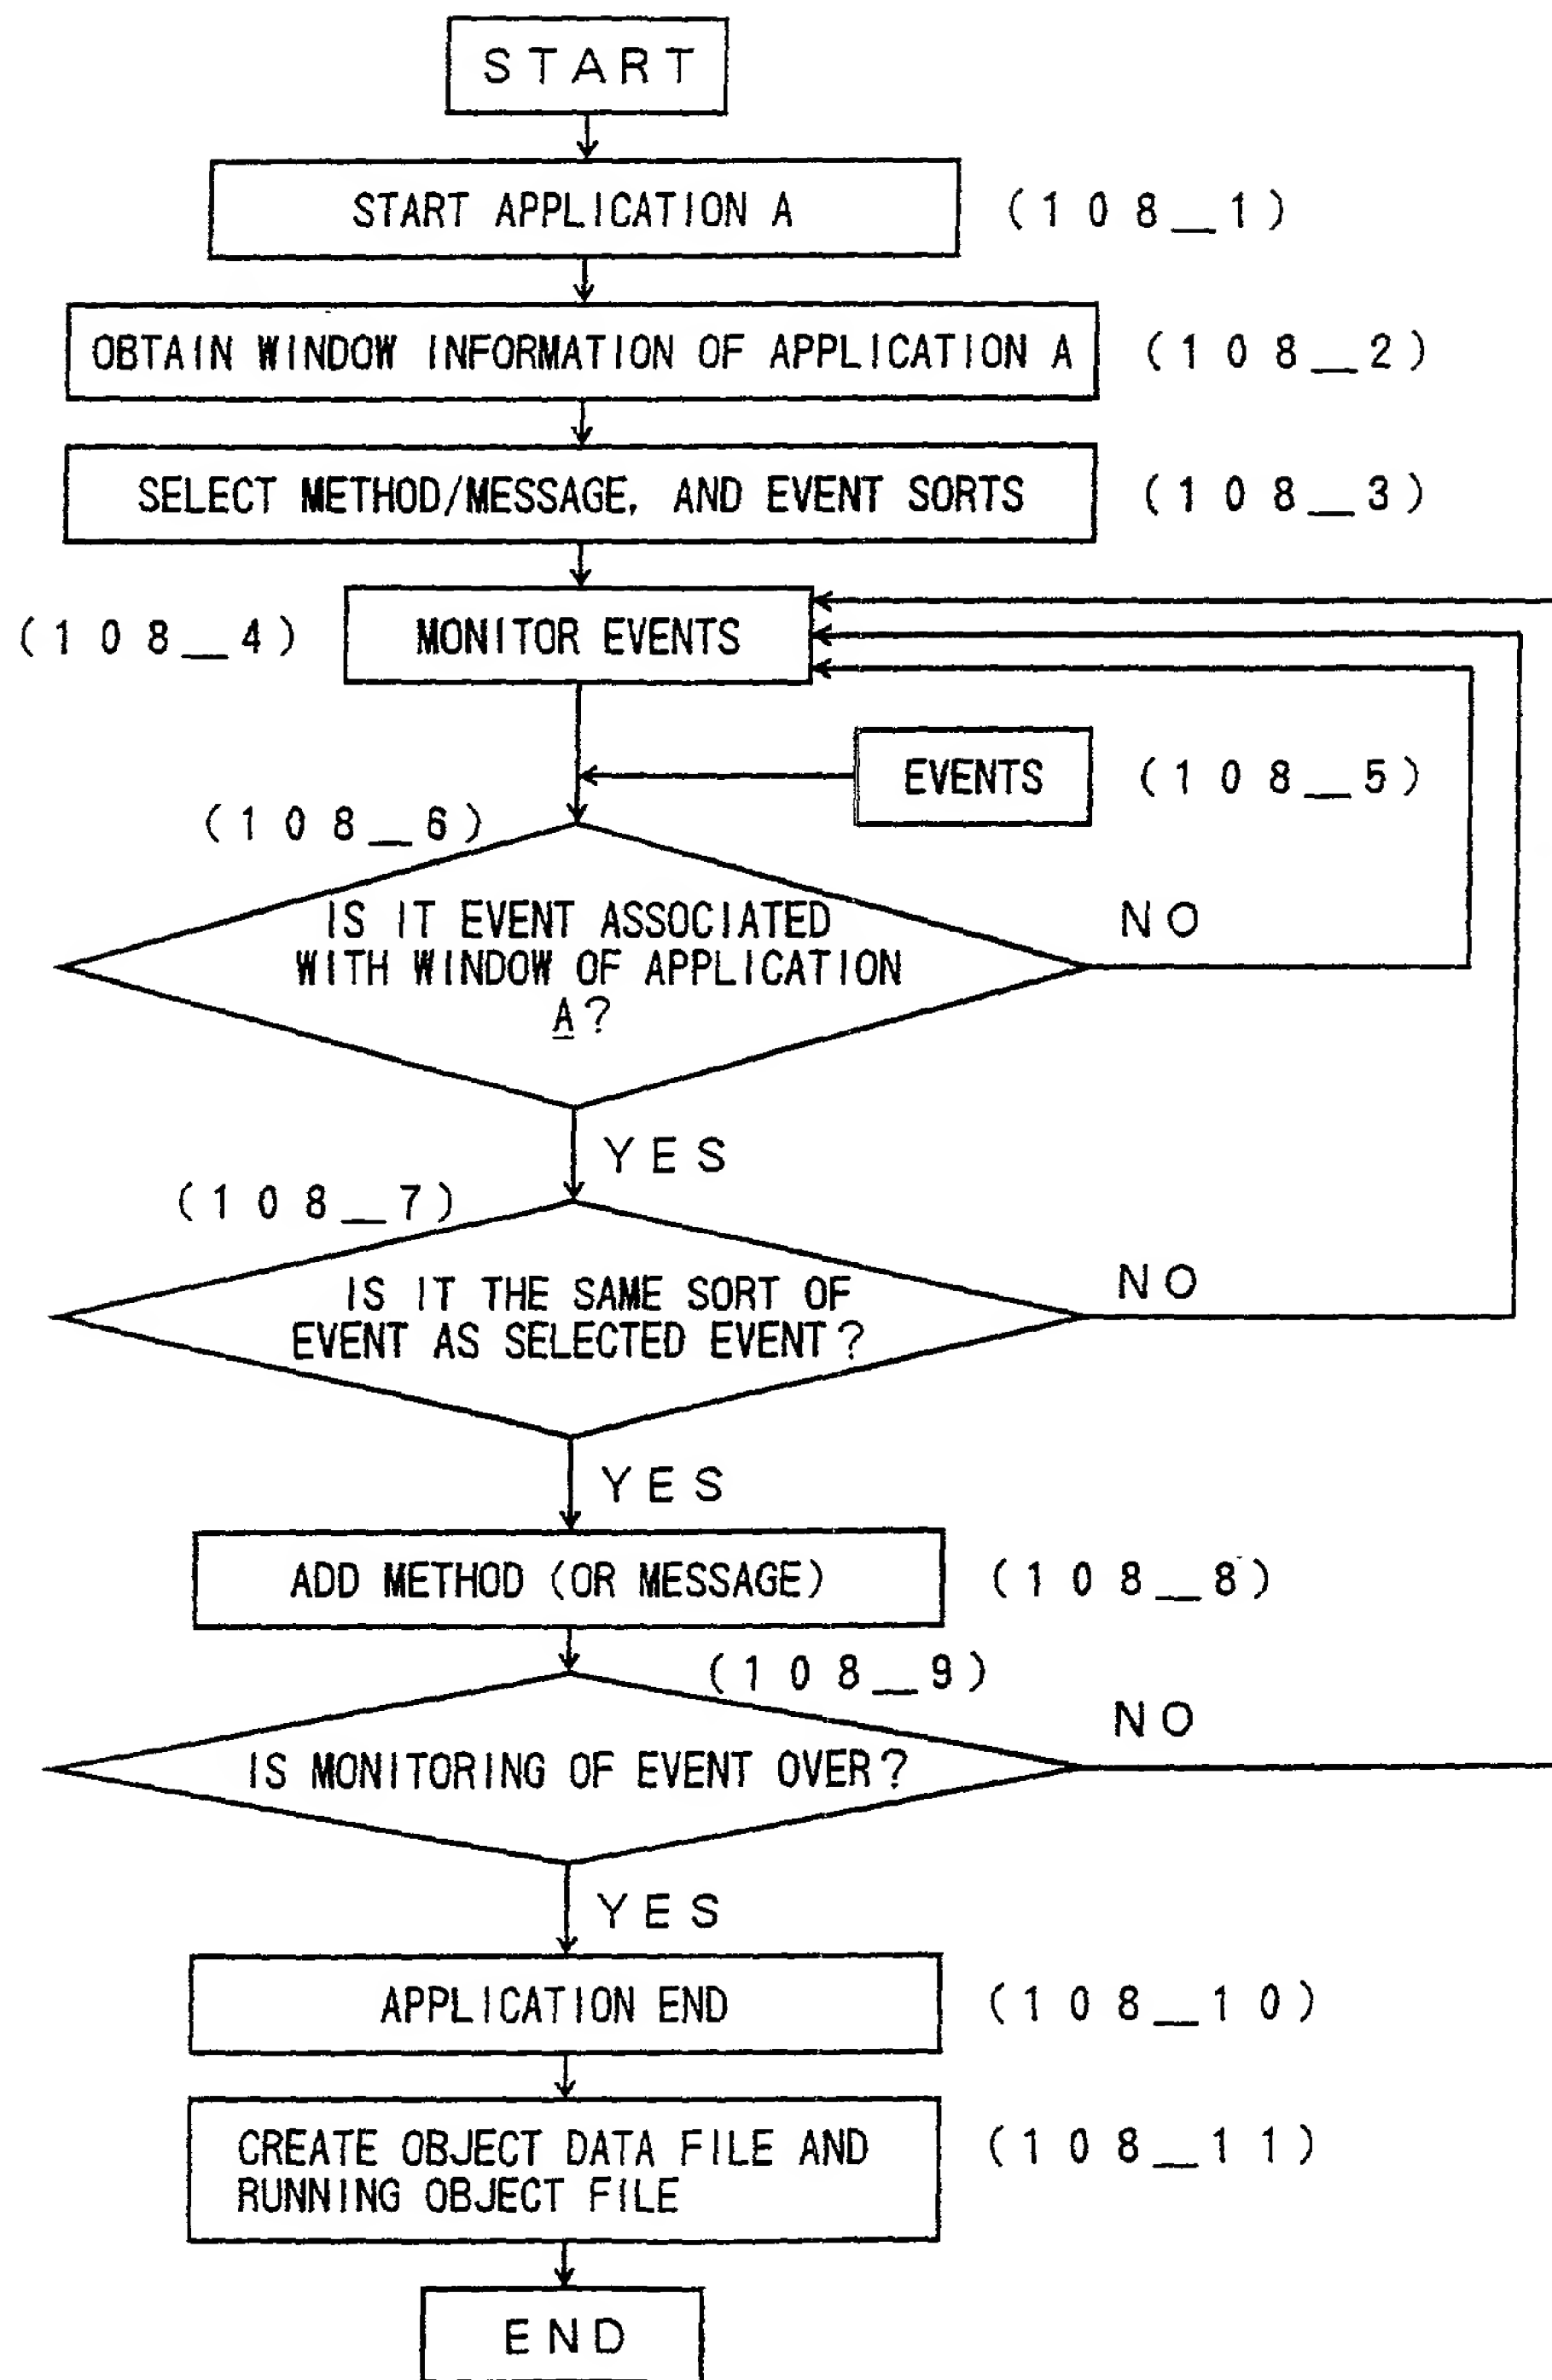 START
START APPLICATION A
(108_1)
OBTAIN WINDOW INFORMATION OF APPLICATION A
(108_2)
SELECT METHOD/MESSAGE, AND EVENT SORTS
(108_3)
(108_4)
MONITOR EVENTS
EVENTS
(108_5)
(108_6)
IS IT EVENT ASSOCIATED
WITH WINDOW OF APPLICATION
A?
NO
YES
(108_7)
IS IT THE SAME SORT OF
EVENT AS SELECTED EVENT?
NO
YES
ADD METHOD (OR MESSAGE)
(108_8)
(108_9)
IS MONITORING OF EVENT OVER?
NO
YES
APPLICATION END
(108_10)
CREATE OBJECT DATA FILE AND
RUNNING OBJECT FILE
(108_11)
END